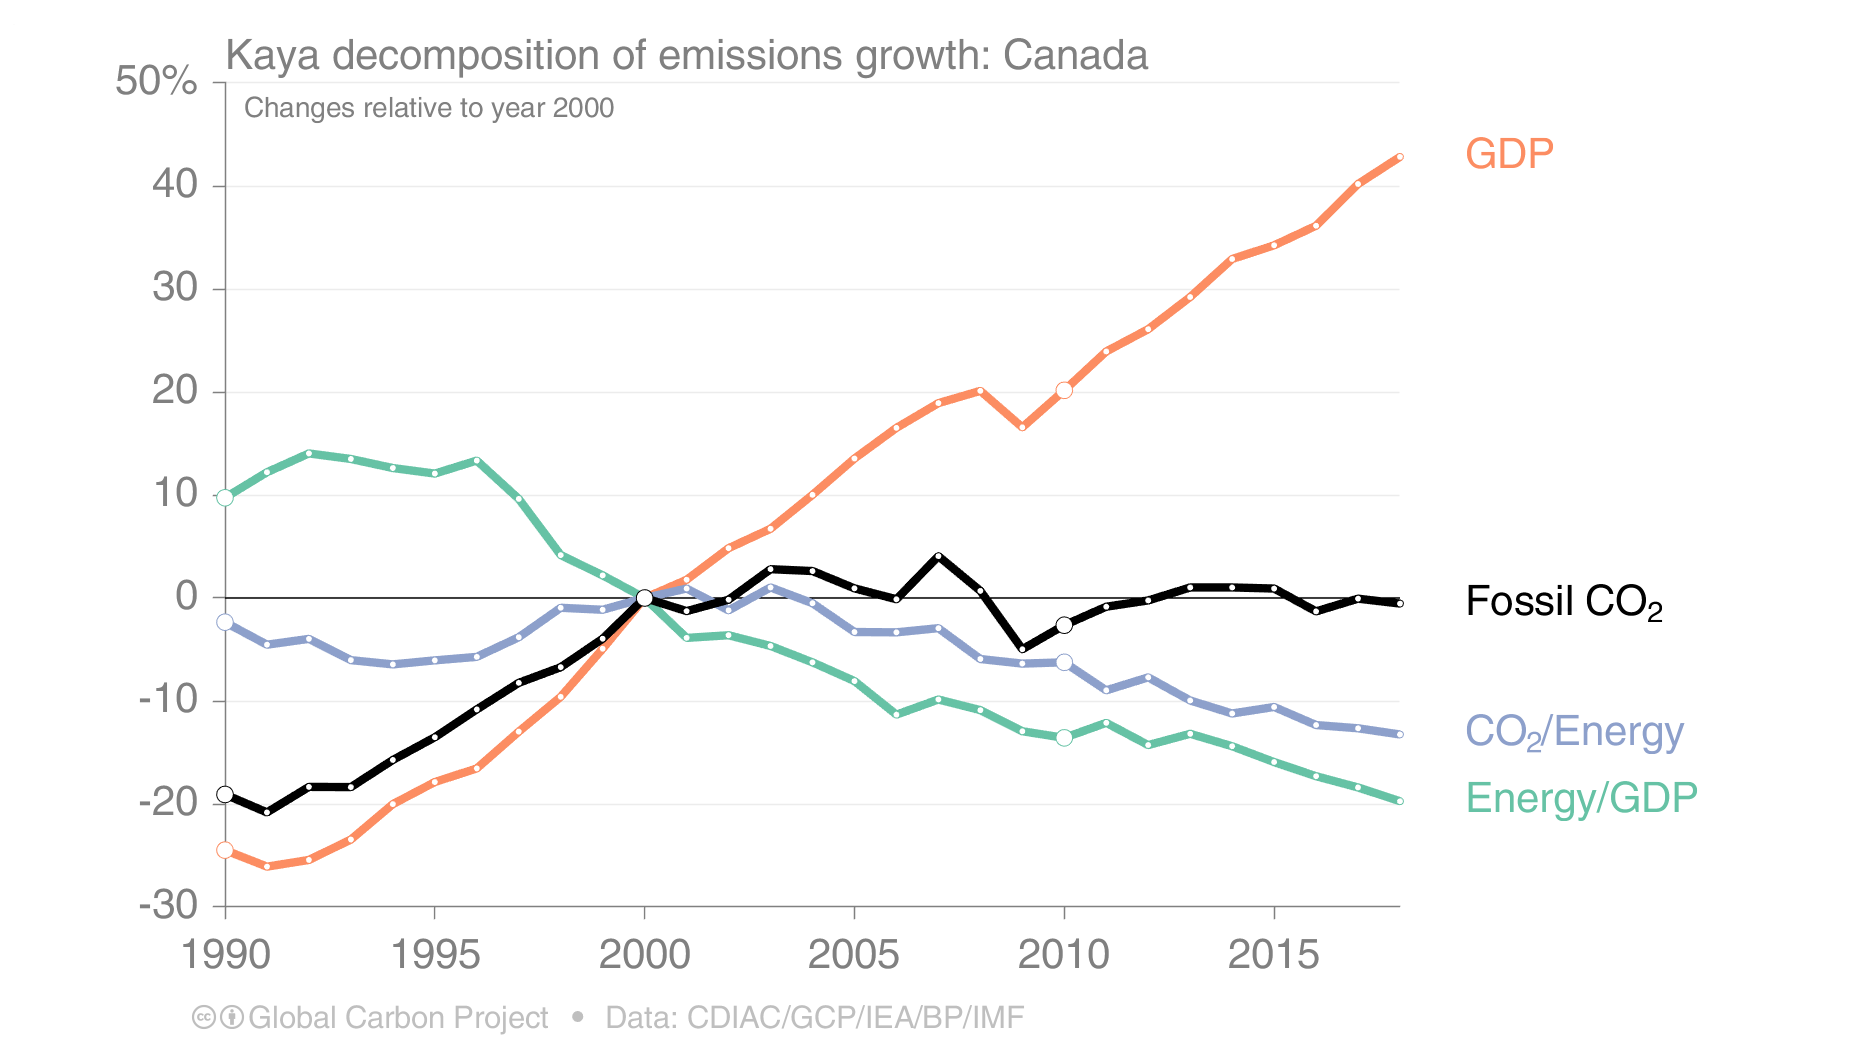 Kaya decomposition of emissions growth: Canada
50%
Changes relative to year 2000
GDP
40
30
20
10
0
Fossil CO₂
-10
CO₂/Energy
-20
Energy/GDP
-30
1990 1995 2000 2005 2010 2015
cc Global Carbon Project • Data: CDIAC/GCP/IEA/BP/IMF